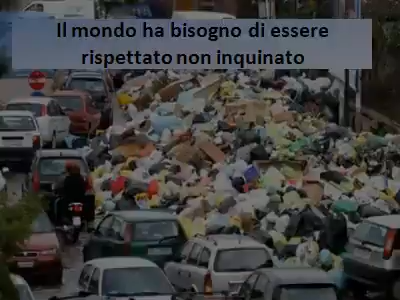 Il mondo ha bisogno di essere
rispettato non inquinato